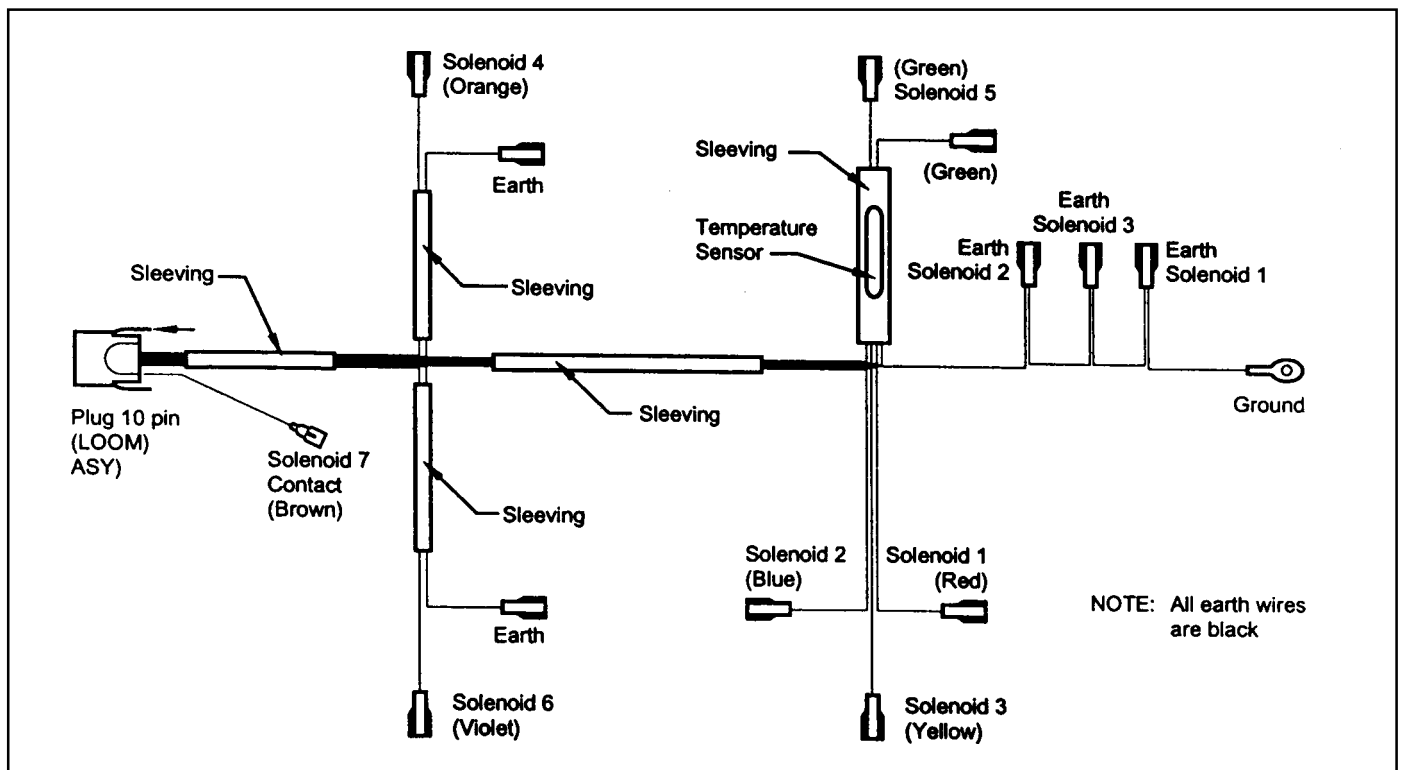 Solenoid 4
(Orange)
(Green)
Solenoid 5
Earth
Sleeving
(Green)
Earth
Solenoid 3
Temperature
Sensor
Earth
Solenoid 2
Earth
Solenoid 1
Sleeving
Sleeving
Sleeving
Ground
Plug 10 pin
(LOOM)
ASY)
Solenoid 7
Contact
(Brown)
Sleeving
Solenoid 2
(Blue)
Solenoid 1
(Red)
NOTE: All earth wires
are black
Earth
Solenoid 6
(Violet)
Solenoid 3
(Yellow)